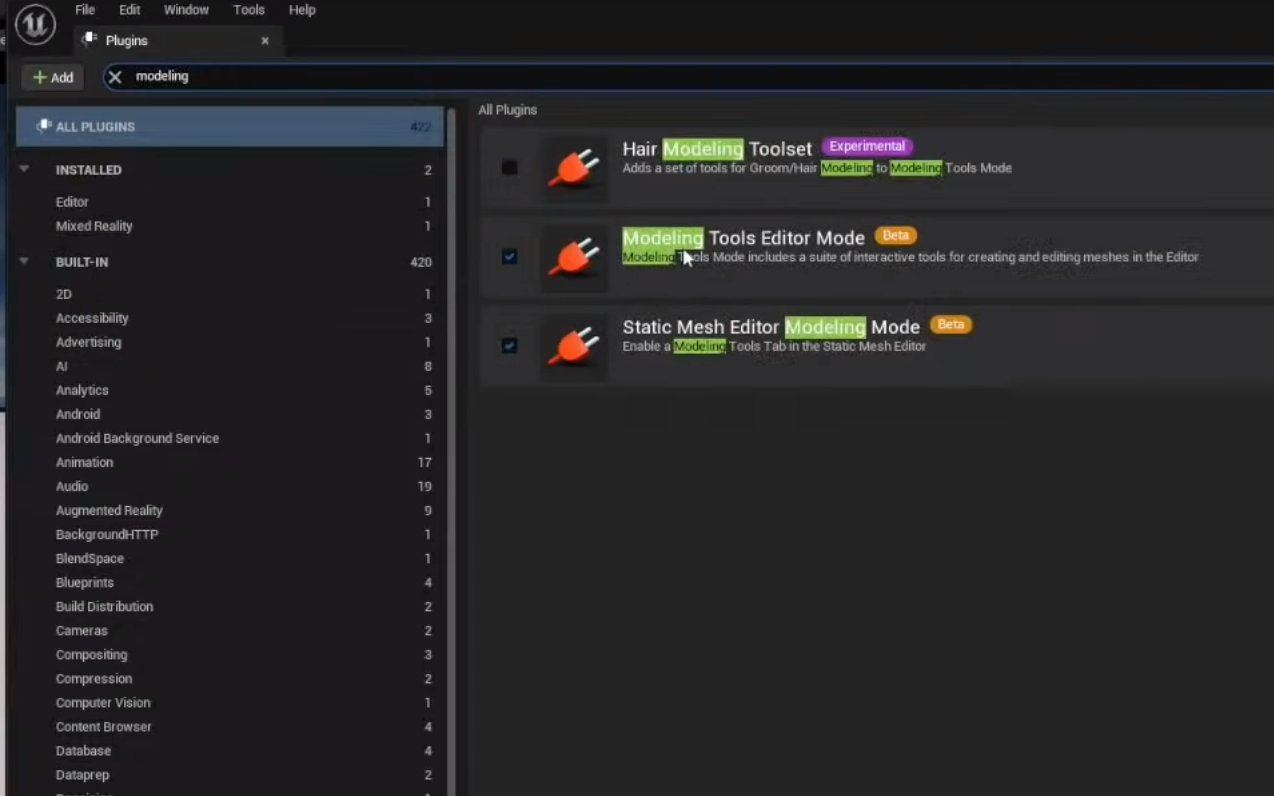 File Edit Window Tools Help
Plugins
+ Add
modeling
ALL PLUGINS 422
INSTALLED 2
Editor 1
Mixed Reality 1
BUILT-IN 420
2D 1
Accessibility 3
Advertising 1
AI 8
Analytics 5
Android 3
Android Background Service 1
Animation 17
Audio 19
Augmented Reality 9
BackgroundHTTP 1
BlendSpace 1
Blueprints 4
Build Distribution 2
Cameras 2
Compositing 3
Compression 2
Computer Vision 1
Content Browser 4
Database 4
Dataprep 2
All Plugins
Hair Modeling Toolset Experimental
Adds a set of tools for Groom/Hair Modeling to Modeling Tools Mode
Modeling Tools Editor Mode Beta
Modeling Tools Mode includes a suite of interactive tools for creating and editing meshes in the Editor
Static Mesh Editor Modeling Mode Beta
Enable a Modeling Tools Tab in the Static Mesh Editor